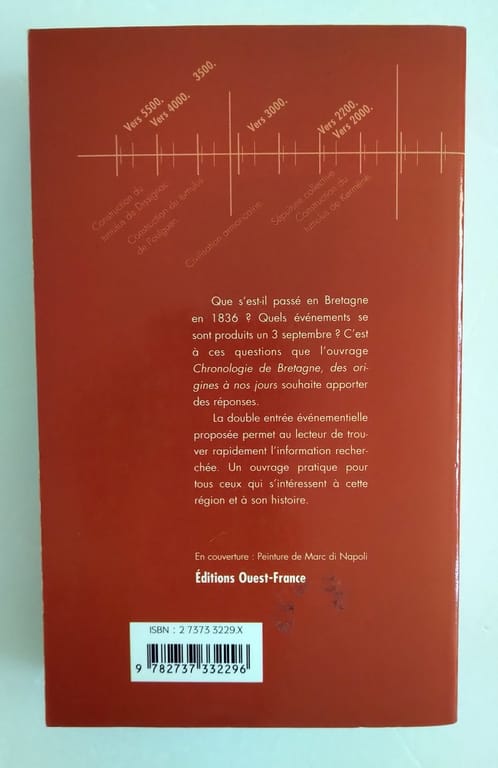 Vers 5500.
Vers 4000.
3500.
Vers 3000.
Vers 2200.
Vers 2000.
Construction du
tumulus de Dissignac.
Construction du tumulus
de
Civilisation armoricaine.
Sépulture collective.
Construction du
tumulus de Kerméné.
Que s'est-il passé en Bretagne
en 1836 ? Quels événements se
sont produits un 3 septembre ? C'est
à ces questions que l'ouvrage
Chronologie de Bretagne, des ori-
gines à nos jours souhaite apporter
des réponses.
La double entrée événementielle
proposée permet au lecteur de trou-
ver rapidement l'information recher-
chée. Un ouvrage pratique pour
tous ceux qui s'intéressent à cette
région et à son histoire.
En couverture : Peinture de Marc di Napoli
Éditions Ouest-France
ISBN : 2 7373 3229.X
9 782737 332296